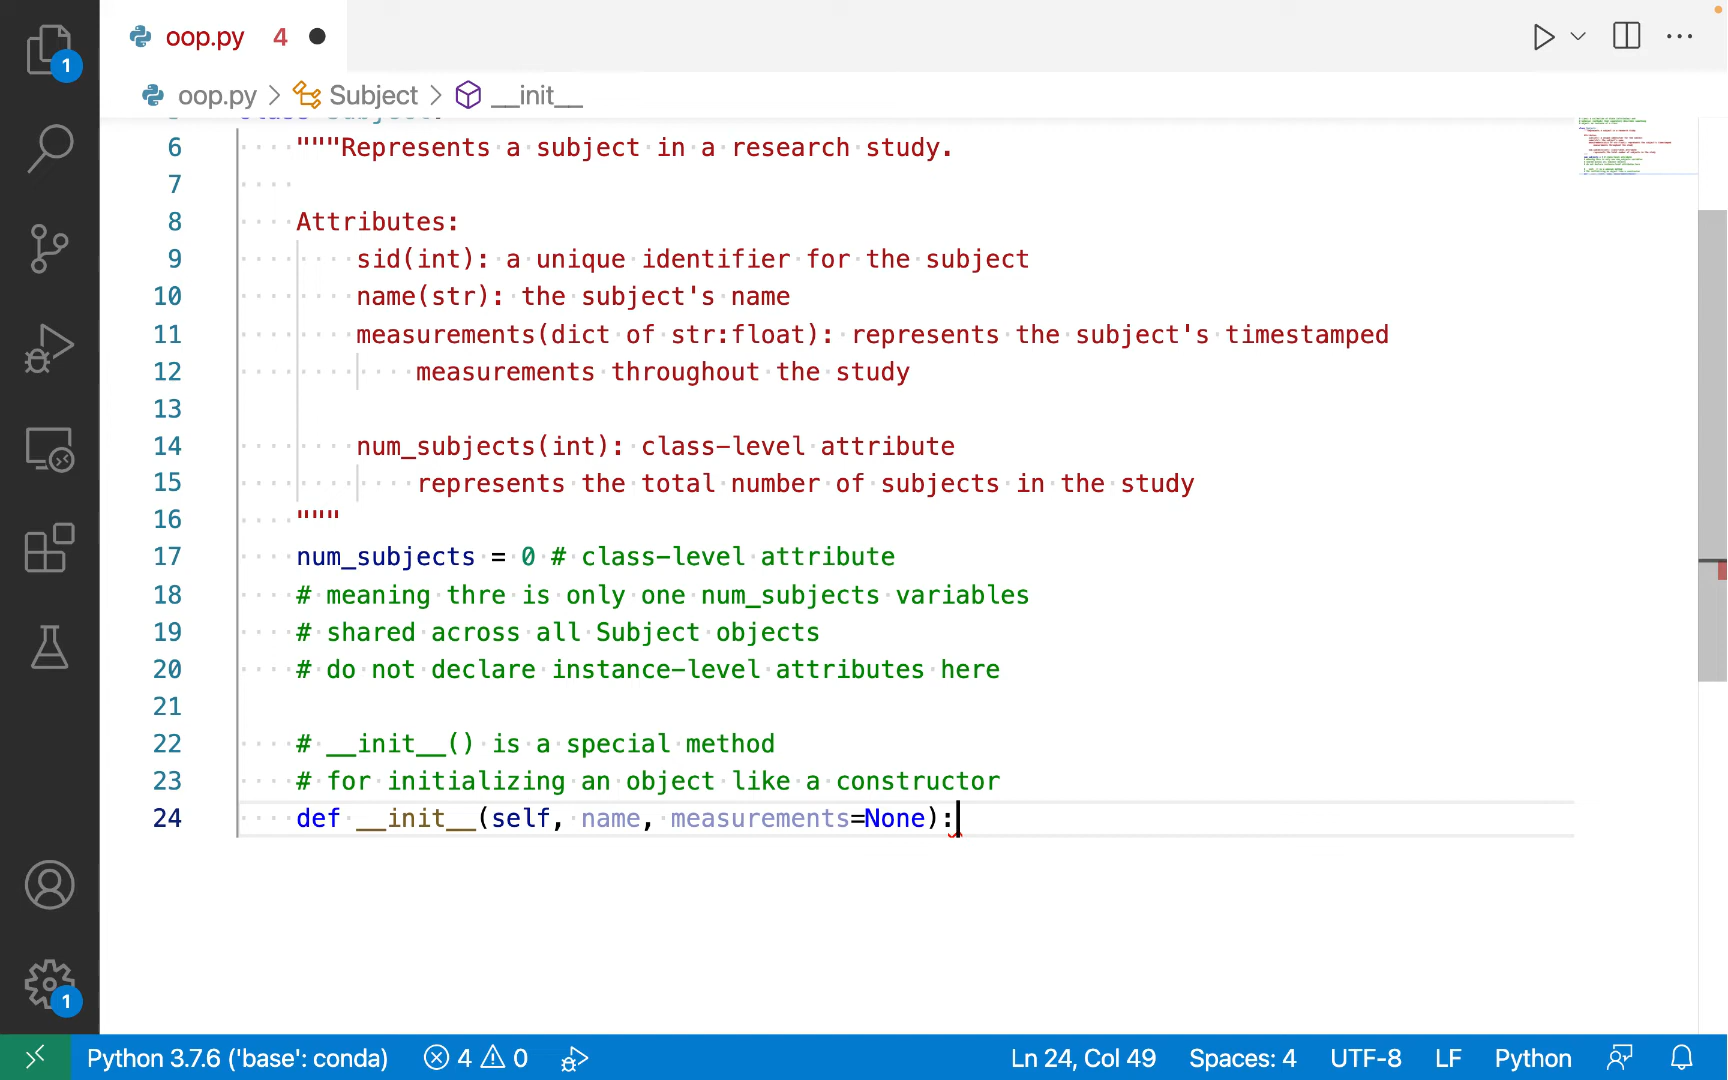 1
oop.py 4
oop.py > Subject > __init__
class Subject:
6 """Represents a subject in a research study.
7
8 Attributes:
9 sid(int): a unique identifier for the subject
10 name(str): the subject's name
11 measurements(dict of str:float): represents the subject's timestamped
12 measurements throughout the study
13
14 num_subjects(int): class-level attribute
15 represents the total number of subjects in the study
16 """
17 num_subjects = 0 # class-level attribute
18 # meaning thre is only one num_subjects variables
19 # shared across all Subject objects
20 # do not declare instance-level attributes here
21
22 # __init__() is a special method
23 # for initializing an object like a constructor
24 def __init__(self, name, measurements=None):
1
Python 3.7.6 ('base': conda) 4 0 Ln 24, Col 49 Spaces: 4 UTF-8 LF Python